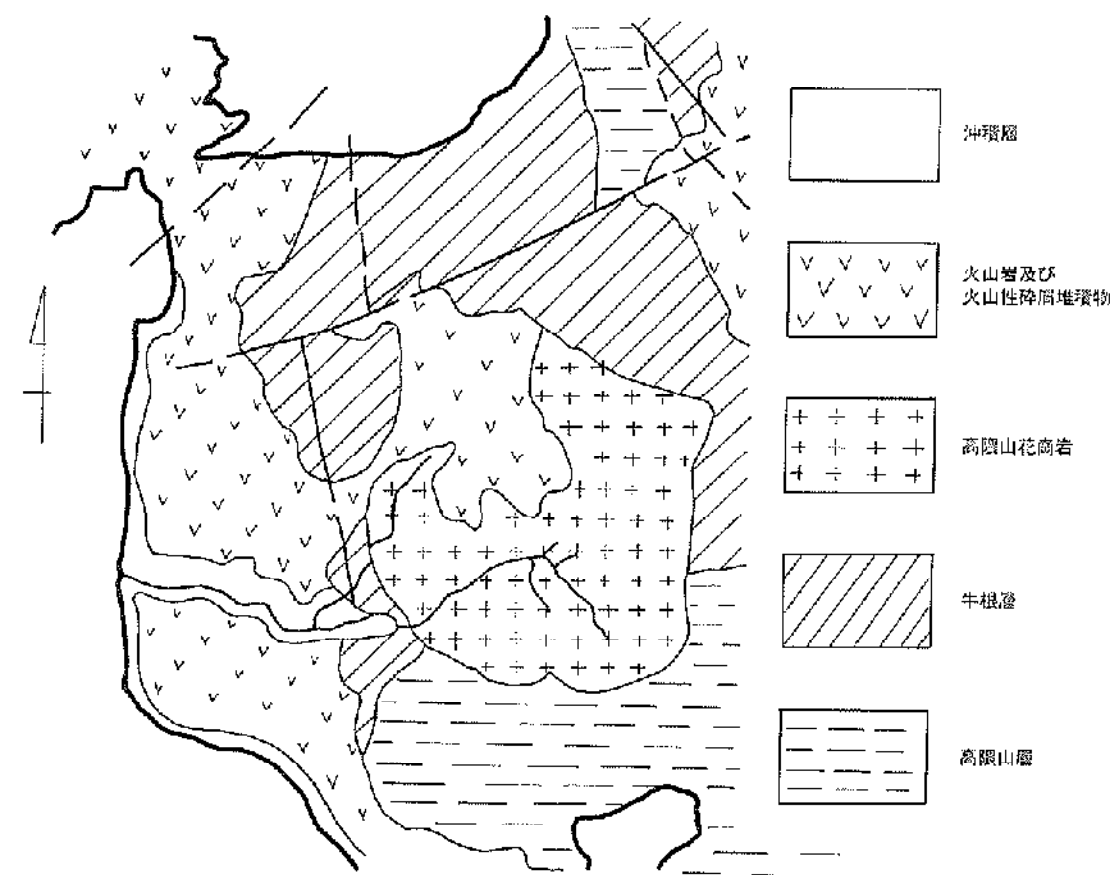 沖積層
火山岩及び
火山性砕屑堆積物
高隈山花崗岩
牛根層
高隈山層